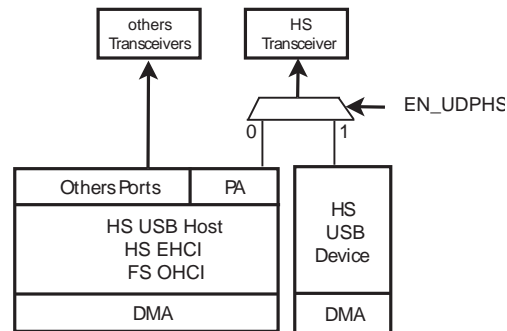 others
Transceivers
HS
Transceiver
EN_UDPHS
0
1
Others Ports
PA
HS USB Host
HS EHCI
FS OHCI
DMA
HS
USB
Device
DMA